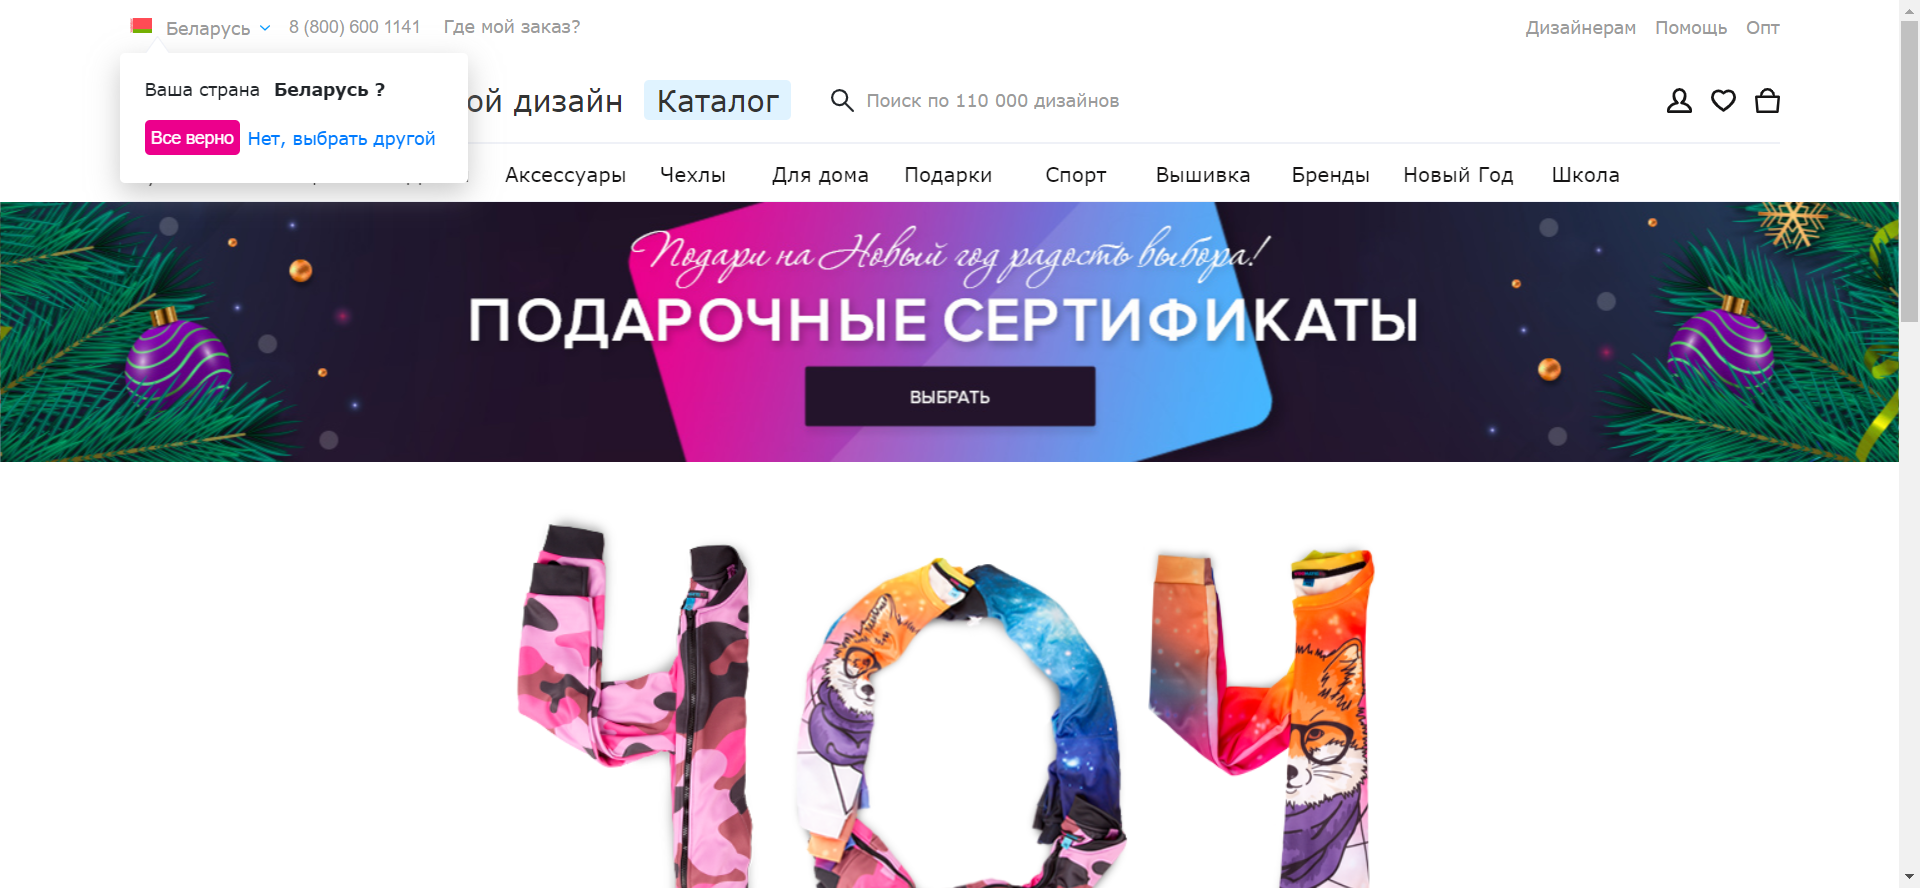 Беларусь 8 (800) 600 1141 Где мой заказ? Дизайнерам Помощь Опт
Ваша страна Беларусь ?
Все верно Нет, выбрать другой
ой дизайн Каталог Поиск по 110 000 дизайнов
Аксессуары Чехлы Для дома Подарки Спорт Вышивка Бренды Новый Год Школа
Подари на Новый год радость выбора!
ПОДАРОЧНЫЕ СЕРТИФИКАТЫ
ВЫБРАТЬ
404